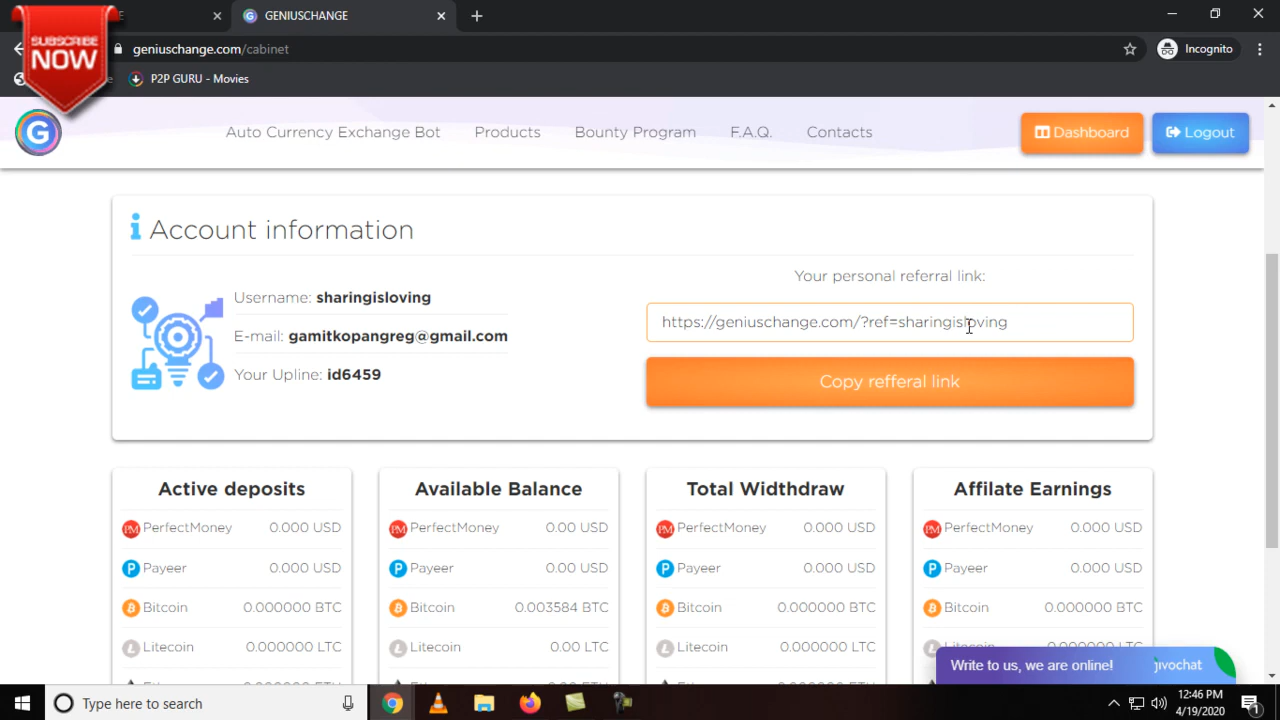 SUBSCRIBE
NOW
E
GENIUSCHANGE
geniuschange.com/cabinet
Incognito
P2P GURU - Movies
G
Auto Currency Exchange Bot
Products
Bounty Program
F.A.Q.
Contacts
Dashboard
Logout
Account information
Username: sharingisloving
E-mail: gamitkopangreg@gmail.com
Your Upline: id6459
Your personal referral link:
https://geniuschange.com/?ref=sharingisloving
Copy refferal link
Active deposits
PerfectMoney 0.000 USD
Payeer 0.000 USD
Bitcoin 0.000000 BTC
Litecoin 0.000000 LTC
Available Balance
PerfectMoney 0.00 USD
Payeer 0.00 USD
Bitcoin 0.003584 BTC
Litecoin 0.00 LTC
Total Widthdraw
PerfectMoney 0.000 USD
Payeer 0.000 USD
Bitcoin 0.000000 BTC
Litecoin 0.000000 LTC
Affilate Earnings
PerfectMoney 0.000 USD
Payeer 0.000 USD
Bitcoin 0.000000 BTC
Write to us, we are online!
jivochat
Type here to search
12:46 PM
4/19/2020